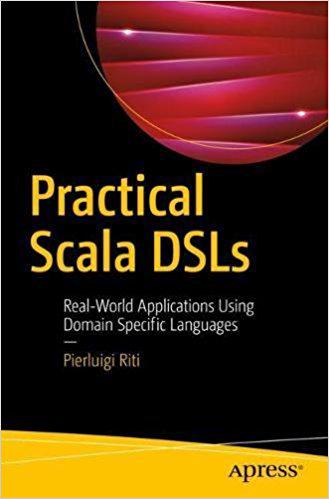 Practical
Scala DSLs
Real-World Applications Using
Domain Specific Languages
—
Pierluigi Riti
Apress®